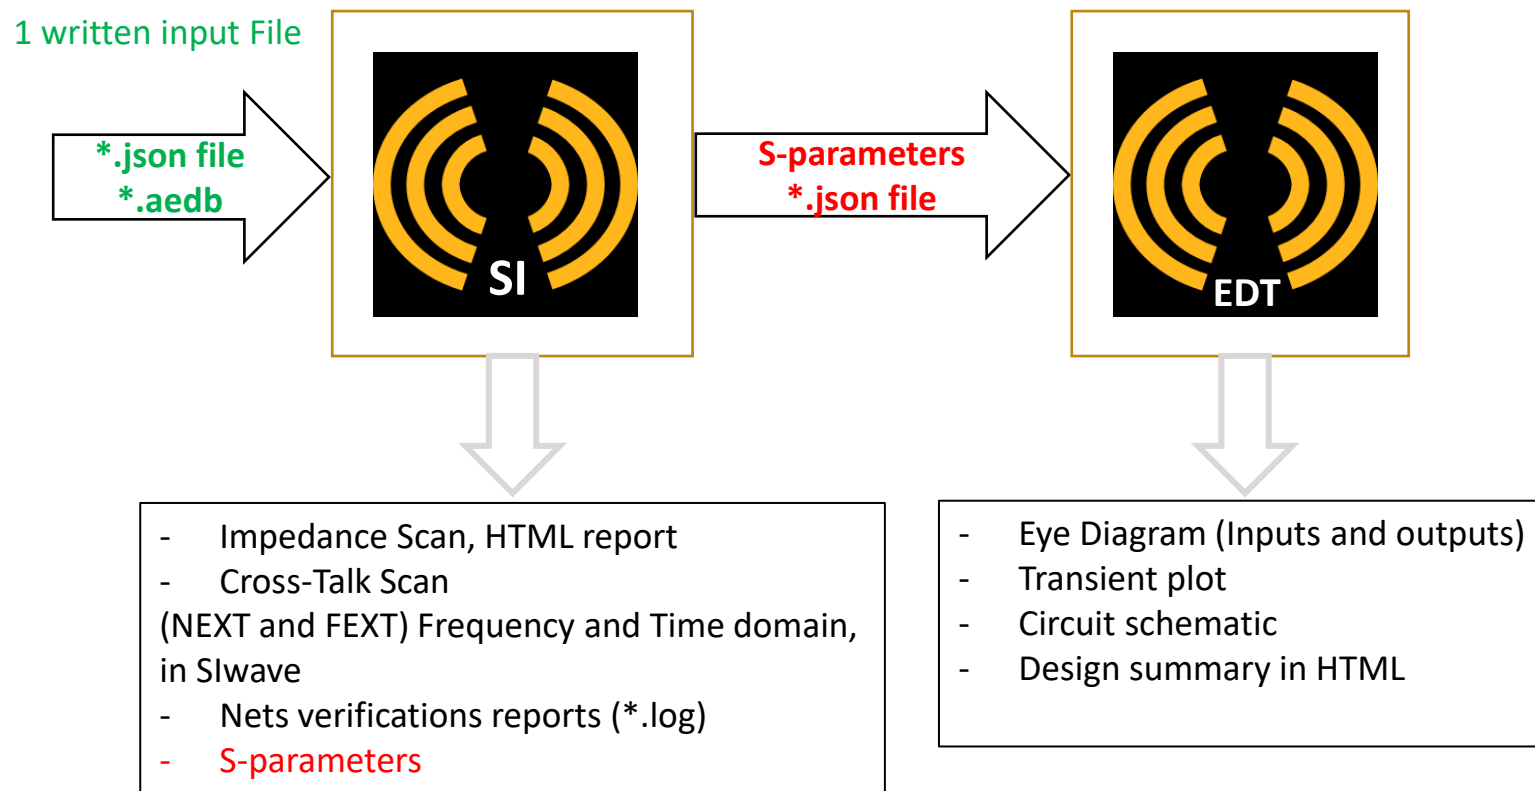 1 written input File
*.json file
*.aedb
SI
S-parameters
*.json file
EDT
- Impedance Scan, HTML report
- Cross-Talk Scan
(NEXT and FEXT) Frequency and Time domain,
in SIwave
- Nets verifications reports (*.log)
- S-parameters
- Eye Diagram (Inputs and outputs)
- Transient plot
- Circuit schematic
- Design summary in HTML